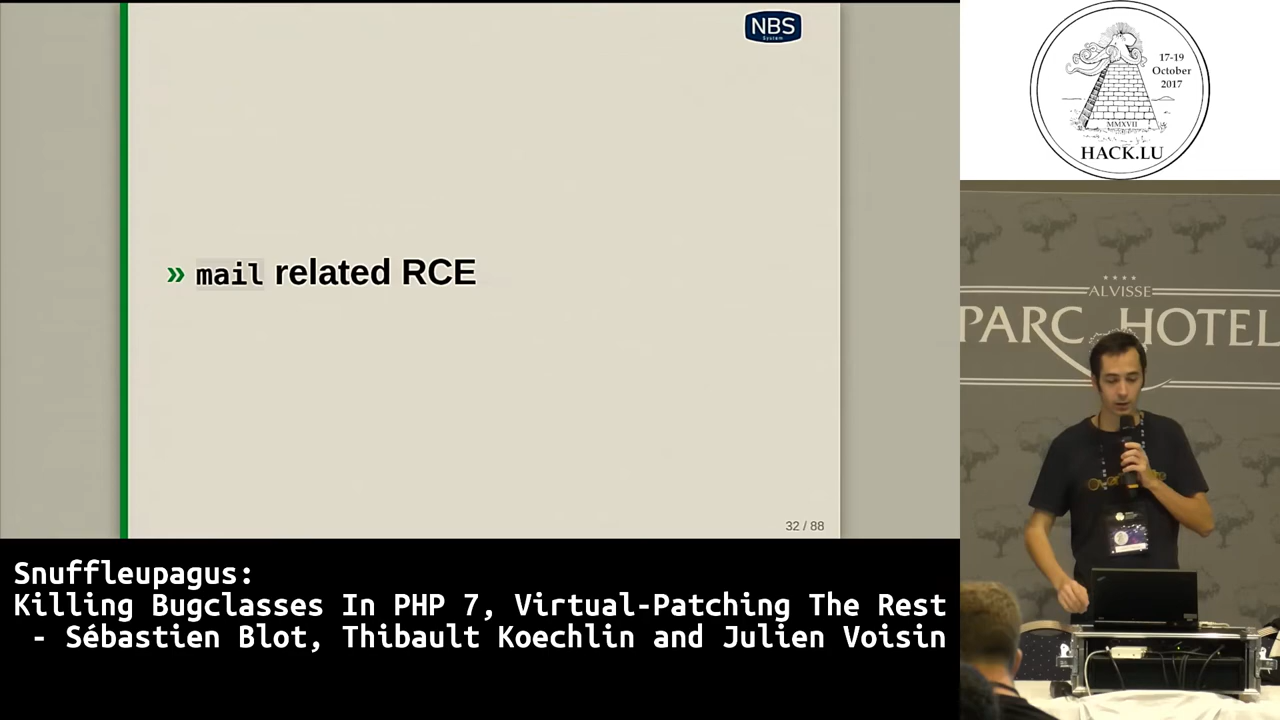 NBS
System
» mail related RCE
32 / 88
17-19
October
2017
MMXVII
HACK.LU
ALVISSE
PARC HOTEL
Snuffleupagus:
Killing Bugclasses In PHP 7, Virtual-Patching The Rest
- Sébastien Blot, Thibault Koechlin and Julien Voisin